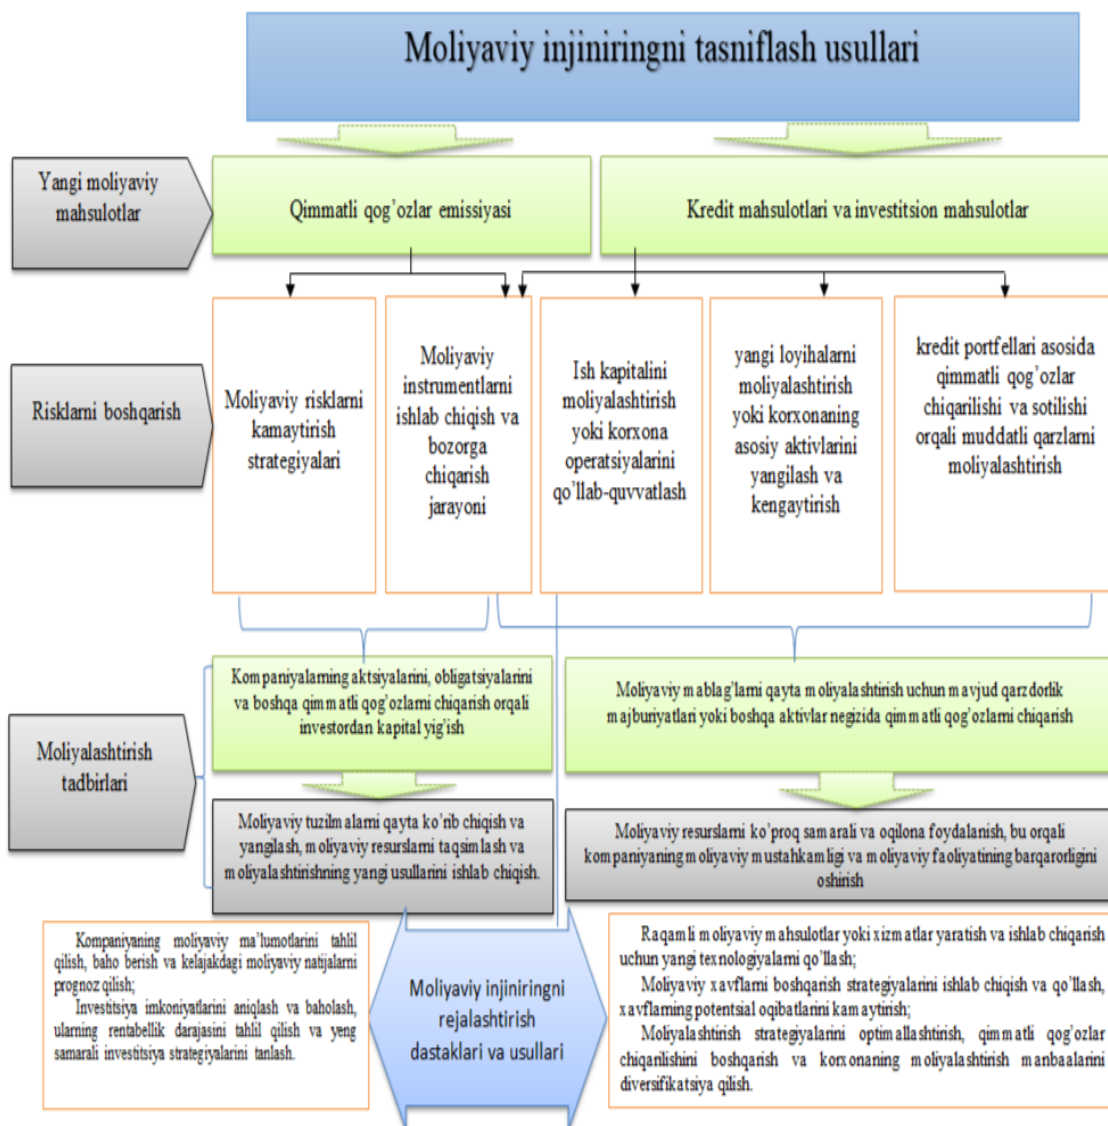 Moliyaviy injiniringni tasniflash usullari
Yangi moliyaviy
mahsulotlar
Qimmatli qog’ozlar emissiyasi
Kredit mahsulotlari va investitsion mahsulotlar
Risklarni boshqarish
Moliyaviy risklarni
kamaytirish
strategiyalari
Moliyaviy
instrumentlarni
ishlab chiqish va
bozorga
chiqarish
jarayoni
Ish kapitalini
moliyalashtirish
yoki korxona
operatsiyalarini
qo’llab-quvvatlash
yangi loyihalarni
moliyalashtirish
yoki korxonaning
asosiy aktivlarini
yangilash va
kengaytirish
kredit portfellari asosida
qimmatli qog’ozlar
chiqarilishi va sotilishi
orqali muddatli qarzlarni
moliyalashtirish
Moliyalashtirish
tadbirlari
Kompaniyalarning aktsiyalarini, obligatsiyalarini
va boshqa qimmatli qog’ozlarni chiqarish orqali
investordan kapital yig’ish
Moliyaviy mablag’larni qayta moliyalashtirish uchun mavjud qarzdorlik
majburiyatlari yoki boshqa aktivlar negizida qimmatli qog’ozlarni chiqarish
Moliyaviy tuzilmalarni qayta ko’rib chiqish va
yangilash, moliyaviy resurslarni taqsimlash va
moliyalashtirishning yangi usullarini ishlab chiqish.
Moliyaviy resurslarni ko’proq samarali va oqilona foydalanish, bu orqali
kompaniyaning moliyaviy mustahkamligi va moliyaviy faoliyatining barqarorligini
oshirish
Kompaniyaning moliyaviy ma’lumotlarini tahlil
qilish, baho berish va kelajakdagi moliyaviy natijalarni
prognoz qilish;
Investitsiya imkoniyatlarini aniqlash va baholash,
ularning rentabellik darajasini tahlil qilish va yeng
samarali investitsiya strategiyalarini tanlash.
Moliyaviy injiniringni
rejalashtirish
dastaklari va usullari
Raqamli moliyaviy mahsulotlar yoki xizmatlar yaratish va ishlab chiqarish
uchun yangi texnologiyalarni qo’llash;
Moliyaviy xavflarni boshqarish strategiyalarini ishlab chiqish va qo’llash,
xavflarning potentsial oqibatlarini kamaytirish;
Moliyalashtirish strategiyalarini optimallashtirish, qimmatli qog’ozlar
chiqarilishini boshqarish va korxonaning moliyalashtirish manbaalarini
diversifikatsiya qilish.